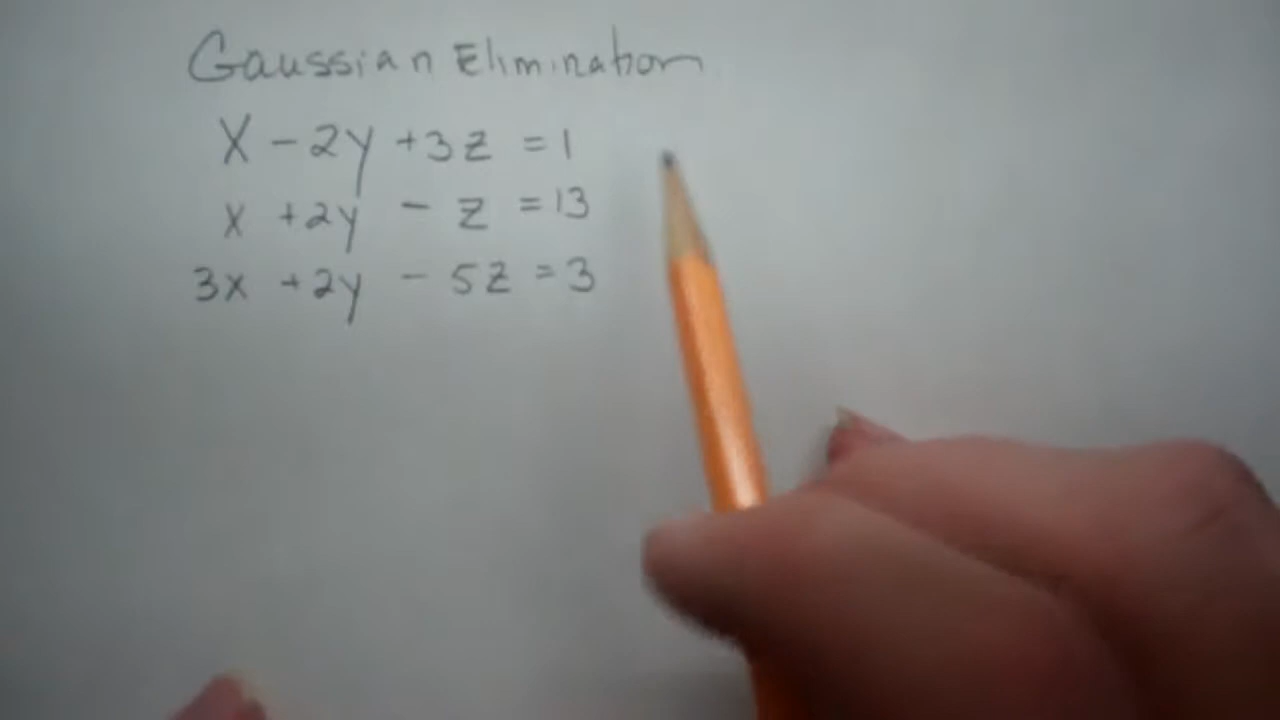 Gaussian Elimination
X - 2y + 3z = 1
x + 2y - z = 13
3x + 2y - 5z = 3